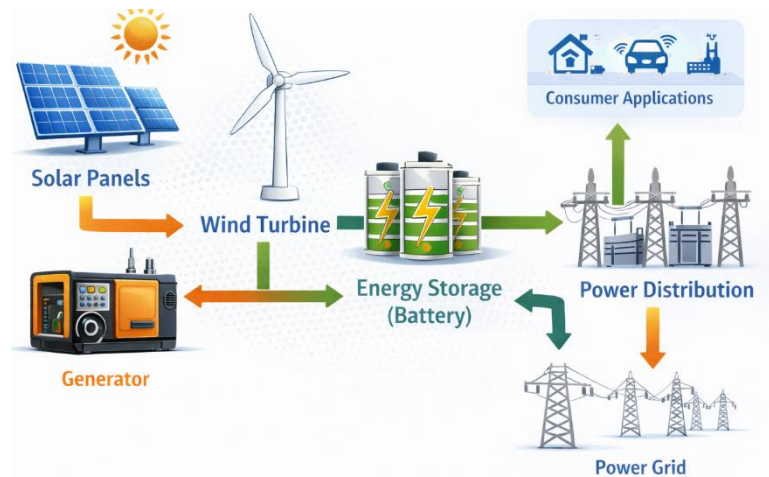 Consumer Applications
Solar Panels
Wind Turbine
Energy Storage
(Battery)
Power Distribution
Generator
Power Grid